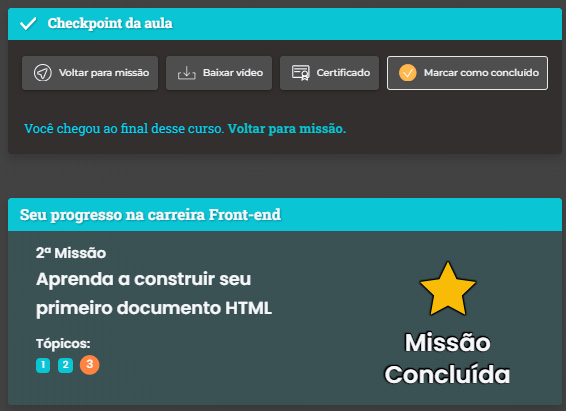 Checkpoint da aula
Voltar para missão
Baixar vídeo
Certificado
Marcar como concluído
Você chegou ao final desse curso. Voltar para missão.
Seu progresso na carreira Front-end
2ª Missão
Aprenda a construir seu
primeiro documento HTML
Tópicos:
1 2 3
Missão
Concluída